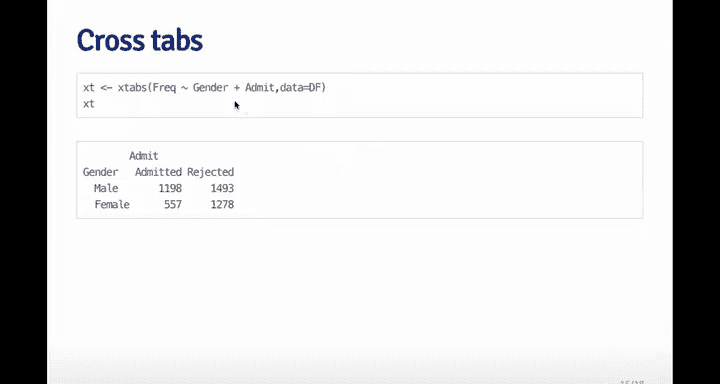 Cross tabs
xt <- xtabs(Freq ~ Gender + Admit,data=DF)
xt
Admit
Gender Admitted Rejected
Male 1198 1493
Female 557 1278